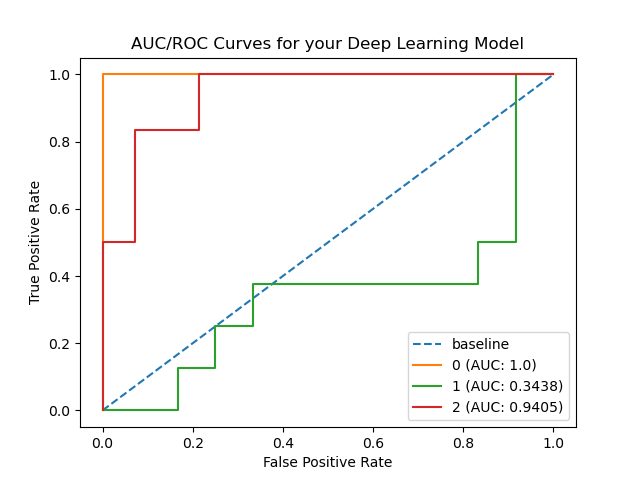 AUC/ROC Curves for your Deep Learning Model
1.0
0.8
0.6
0.4
0.2
0.0
True Positive Rate
baseline
0 (AUC: 1.0)
1 (AUC: 0.3438)
2 (AUC: 0.9405)
0.0 0.2 0.4 0.6 0.8 1.0
False Positive Rate